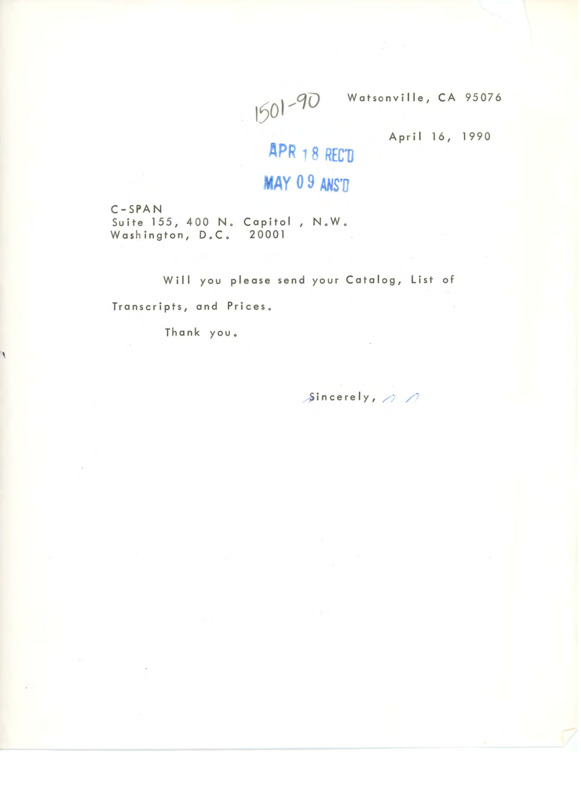 1501-90
Watsonville, CA 95076
April 16, 1990
APR 18 REC'D
MAY 09 ANS'D
C-SPAN
Suite 155, 400 N. Capitol , N.W.
Washington, D.C. 20001
Will you please send your Catalog, List of
Transcripts, and Prices.
Thank you.
Sincerely,